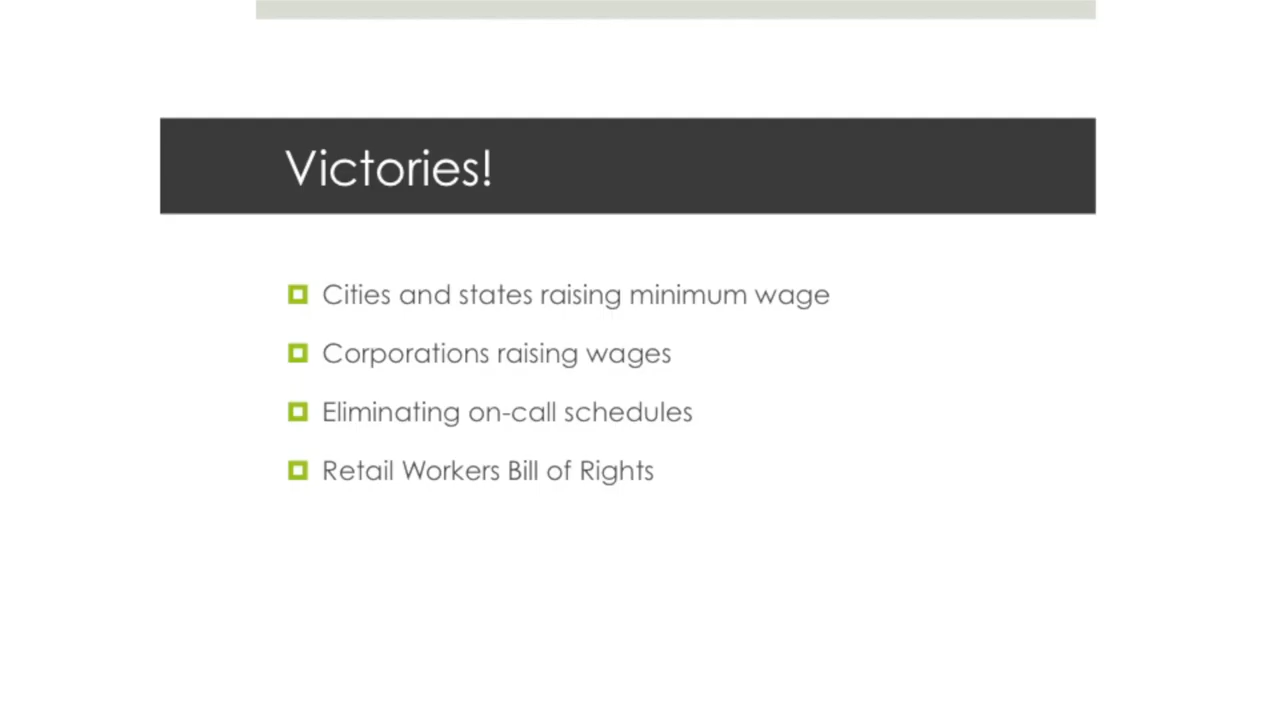 Victories!
Cities and states raising minimum wage
Corporations raising wages
Eliminating on-call schedules
Retail Workers Bill of Rights